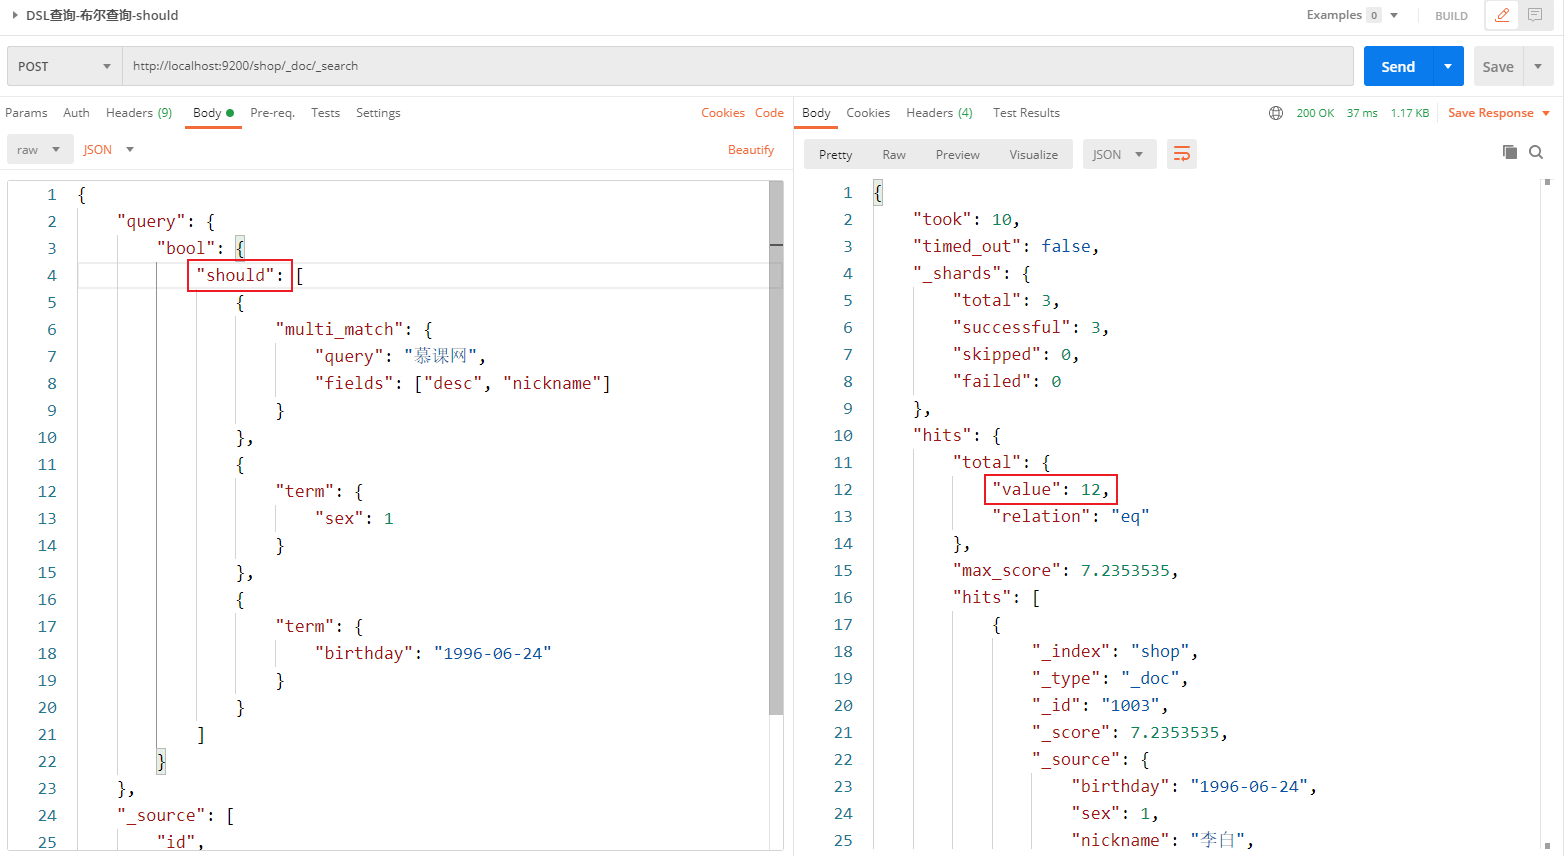 DSL查询-布尔查询-should
Examples 0
BUILD
POST
http://localhost:9200/shop/_doc/_search
Send
Save
Params Auth Headers (9) Body Pre-req. Tests Settings Cookies Code
raw JSON Beautify
1 {
2 "query": {
3 "bool": {
4 "should": [
5 {
6 "multi_match": {
7 "query": "慕课网",
8 "fields": ["desc", "nickname"]
9 }
10 },
11 {
12 "term": {
13 "sex": 1
14 }
15 },
16 {
17 "term": {
18 "birthday": "1996-06-24"
19 }
20 }
21 ]
22 }
23 },
24 "_source": [
25 "id",
Body Cookies Headers (4) Test Results 200 OK 37 ms 1.17 KB Save Response
Pretty Raw Preview Visualize JSON
1 {
2 "took": 10,
3 "timed_out": false,
4 "_shards": {
5 "total": 3,
6 "successful": 3,
7 "skipped": 0,
8 "failed": 0
9 },
10 "hits": {
11 "total": {
12 "value": 12,
13 "relation": "eq"
14 },
15 "max_score": 7.2353535,
16 "hits": [
17 {
18 "_index": "shop",
19 "_type": "_doc",
20 "_id": "1003",
21 "_score": 7.2353535,
22 "_source": {
23 "birthday": "1996-06-24",
24 "sex": 1,
25 "nickname": "李白",